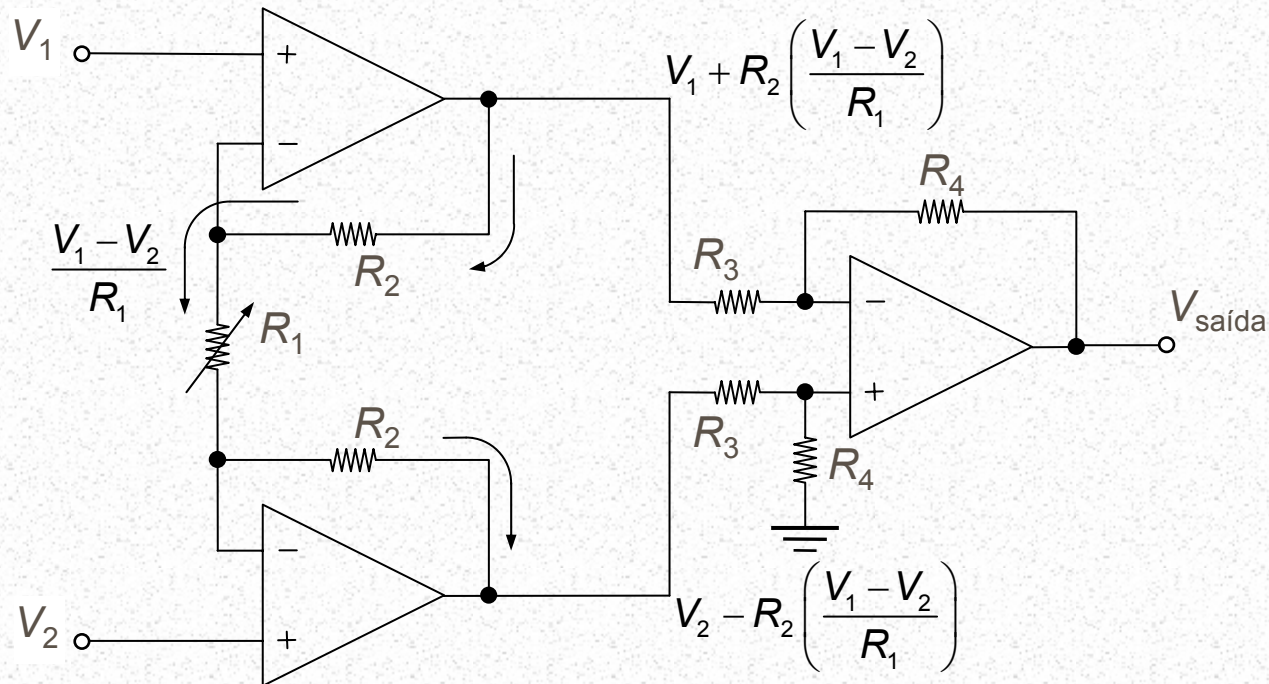 V₁
+
−
V₁ + R₂ ( (V₁ − V₂) / R₁ )
R₄
(V₁ − V₂) / R₁
R₂
R₃
−
V_saída
R₁
R₂
R₃
+
R₄
−
V₂
+
V₂ − R₂ ( (V₁ − V₂) / R₁ )